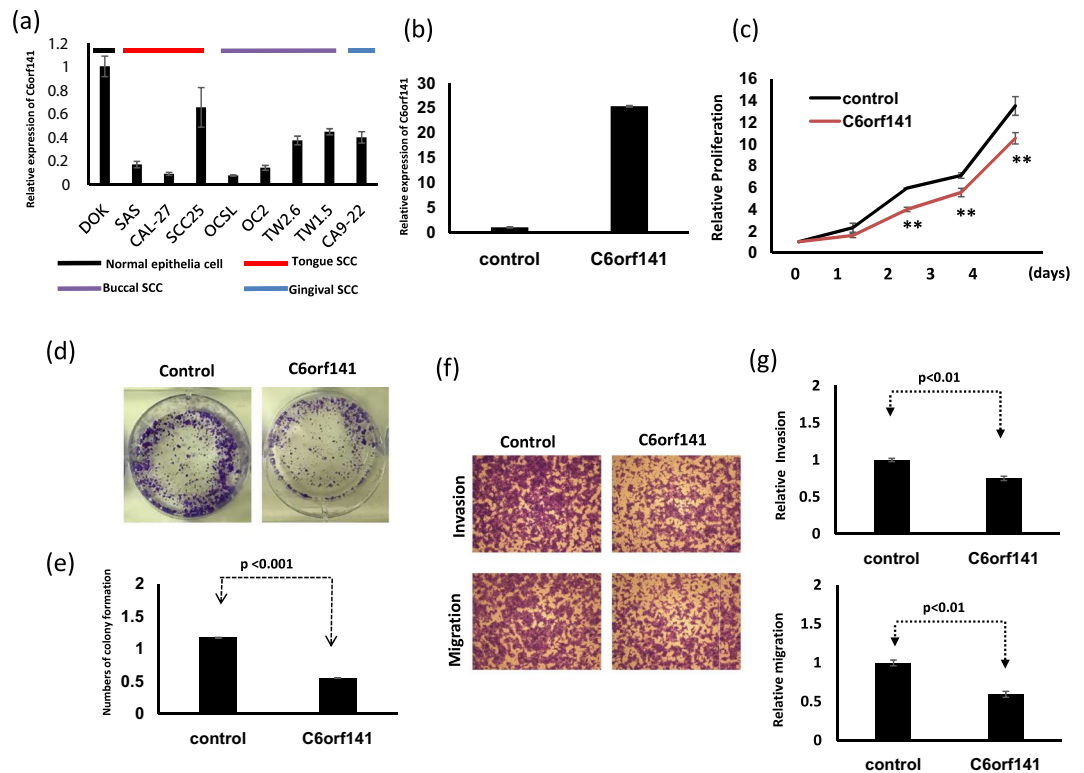 (a)
Relative expression of C6orf141
1.2
1
0.8
0.6
0.4
0.2
0
DOK
SAS
CAL-27
SCC25
OCSL
OC2
TW2.6
TW1.5
CA9-22
Normal epithelia cell
Tongue SCC
Buccal SCC
Gingival SCC
(b)
Relative expression of C6orf141
30
25
20
15
10
5
0
control
C6orf141
(c)
Relative Proliferation
16
14
12
10
8
6
4
2
0
control
C6orf141
**
**
**
0 1 2 3 4 (days)
(d)
Control
C6orf141
(e)
Numbers of colony formation
p <0.001
2
1.5
1
0.5
0
control
C6orf141
(f)
Control
C6orf141
Invasion
Migration
(g)
Relative Invasion
p<0.01
2
1.5
1
0.5
0
control
C6orf141
Relative migration
p<0.01
2
1.5
1
0.5
0
control
C6orf141